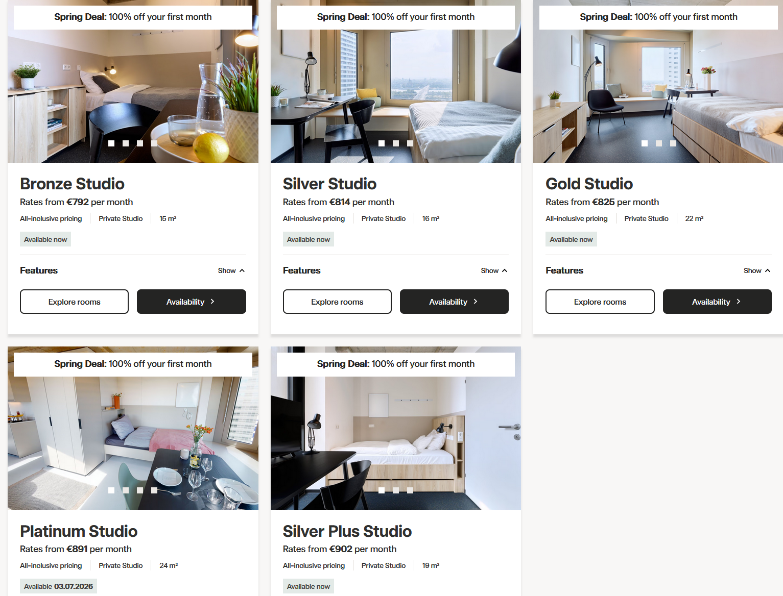 Spring Deal: 100% off your first month
Spring Deal: 100% off your first month
Spring Deal: 100% off your first month
Bronze Studio
Rates from €792 per month
All-inclusive pricing Private Studio 15 m²
Available now
Features Show
Explore rooms Availability
Silver Studio
Rates from €814 per month
All-inclusive pricing Private Studio 16 m²
Available now
Features Show
Explore rooms Availability
Gold Studio
Rates from €825 per month
All-inclusive pricing Private Studio 22 m²
Available now
Features Show
Explore rooms Availability
Spring Deal: 100% off your first month
Spring Deal: 100% off your first month
Platinum Studio
Rates from €891 per month
All-inclusive pricing Private Studio 24 m²
Available 03.07.2026
Silver Plus Studio
Rates from €902 per month
All-inclusive pricing Private Studio 19 m²
Available now